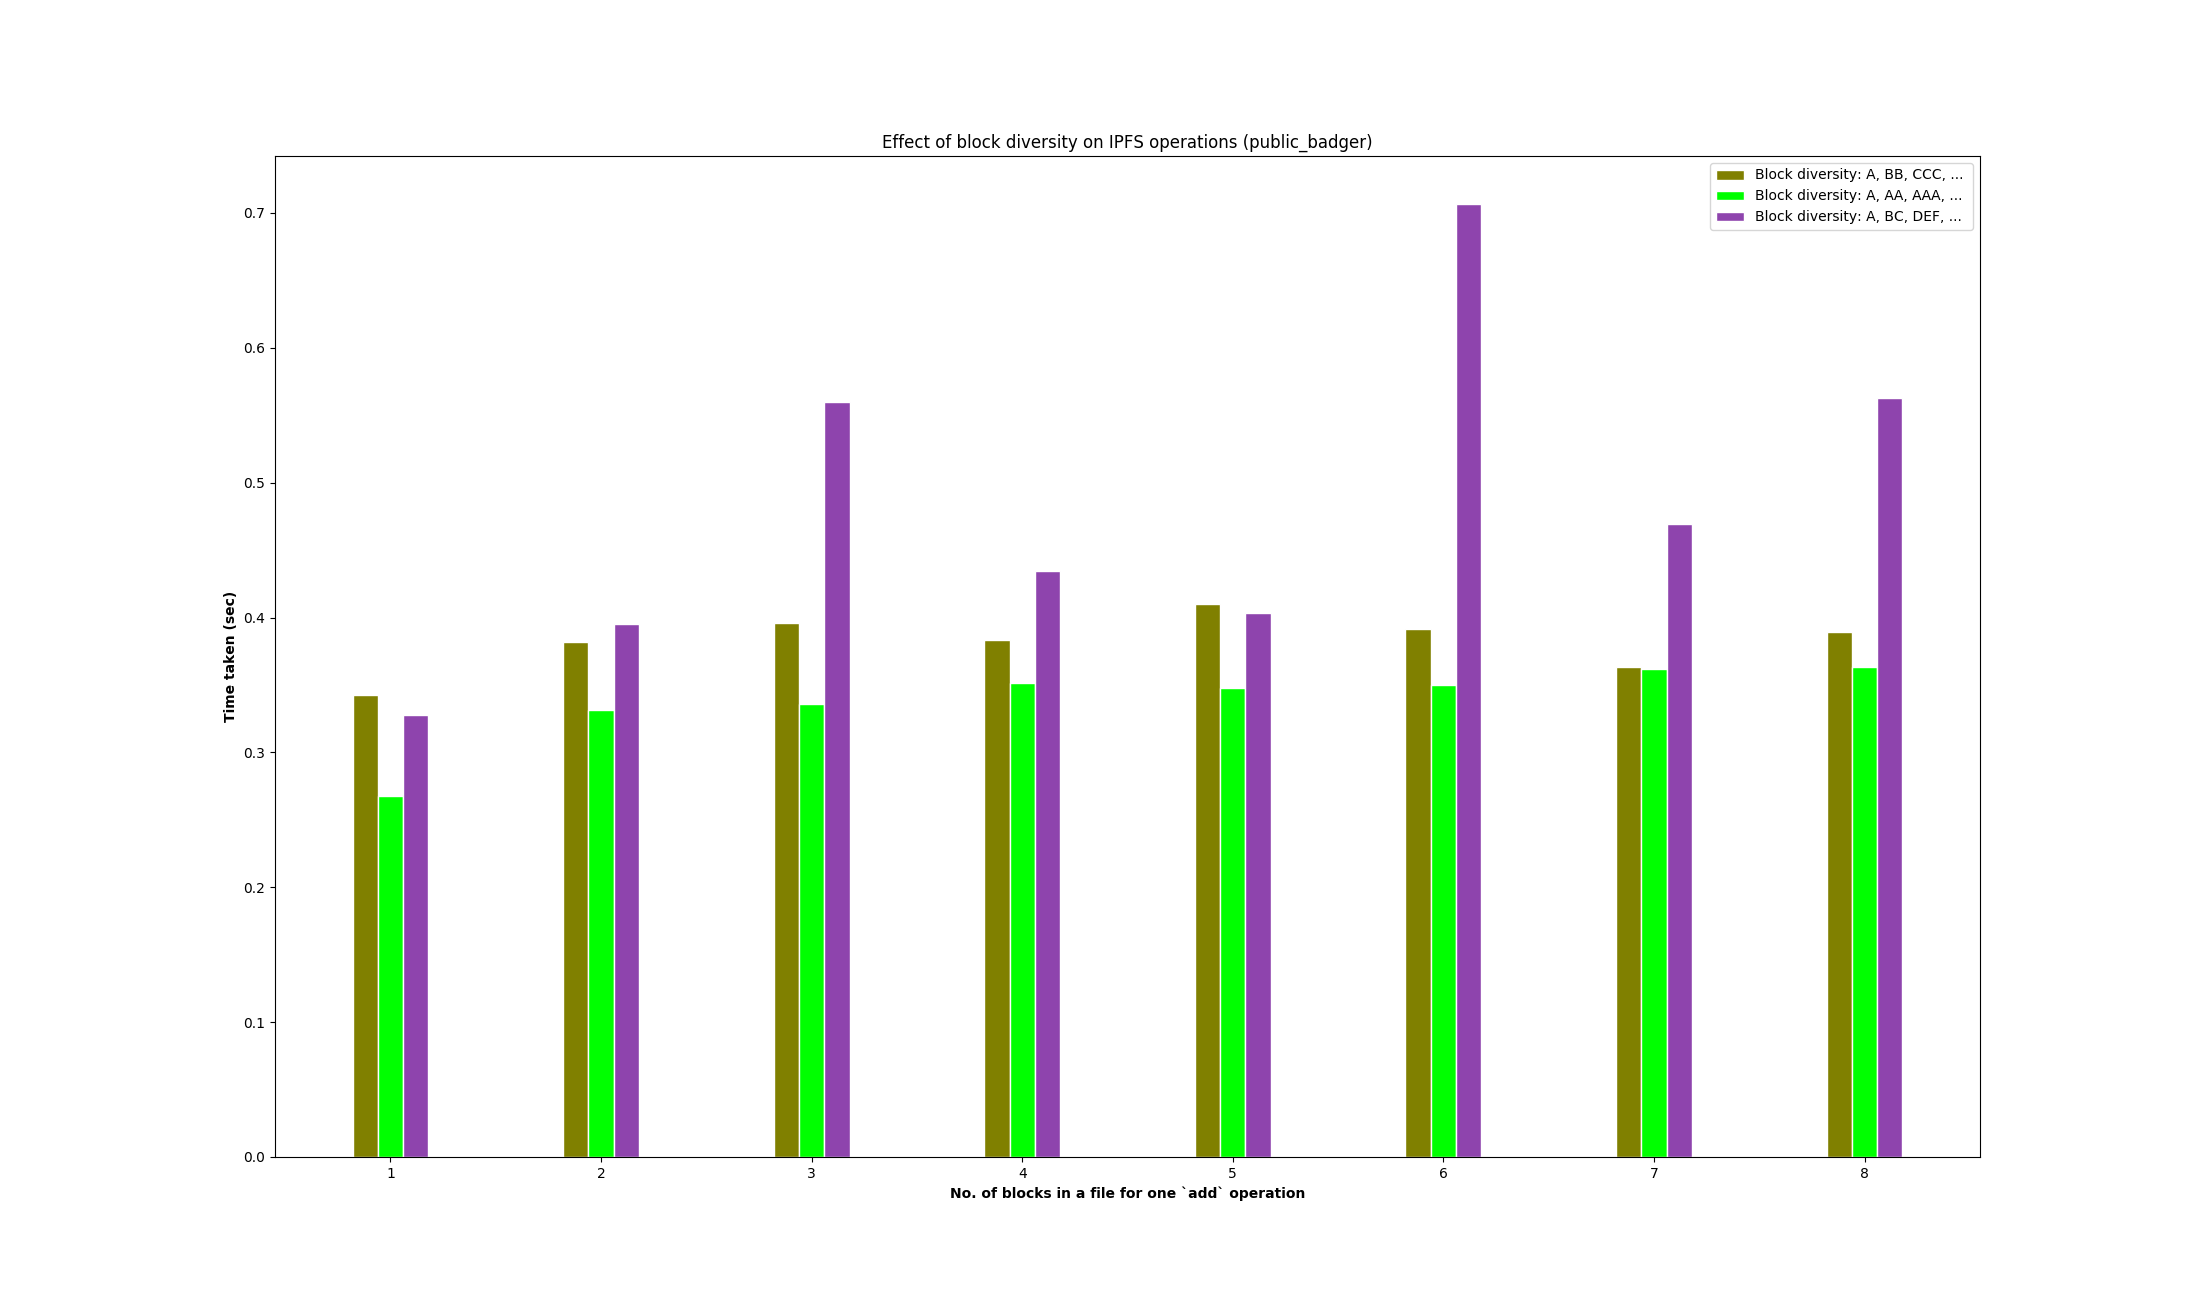 Effect of block diversity on IPFS operations (public_badger)
Block diversity: A, BB, CCC, ...
Block diversity: A, AA, AAA, ...
Block diversity: A, BC, DEF, ...
0.7
0.6
0.5
0.4
0.3
0.2
0.1
0.0
Time taken (sec)
1 2 3 4 5 6 7 8
No. of blocks in a file for one `add` operation